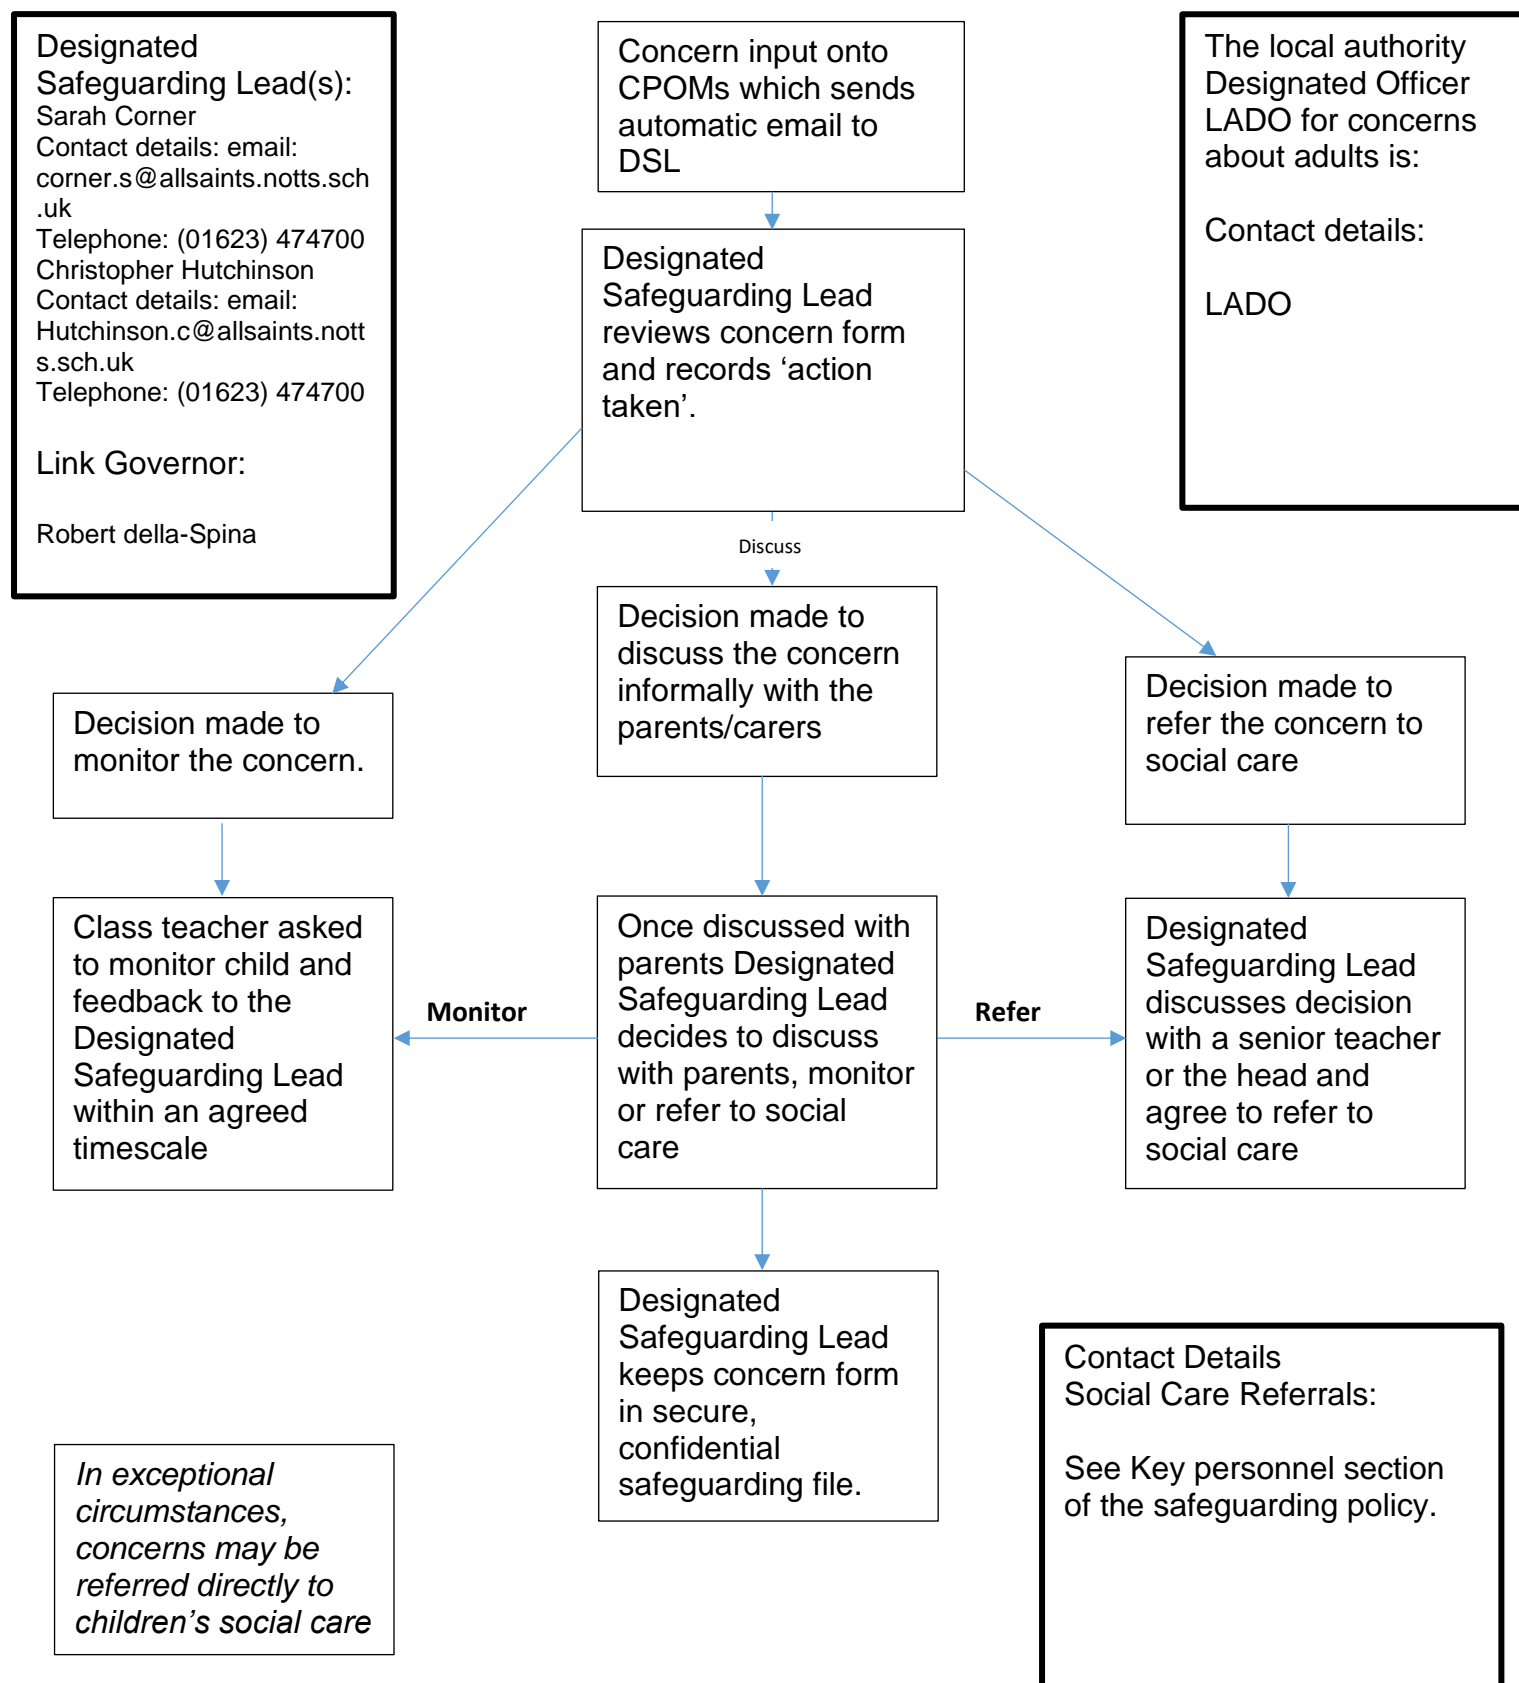 Designated
Safeguarding Lead(s):
Sarah Corner
Contact details: email:
corner.s@allsaints.notts.sch
.uk
Telephone: (01623) 474700
Christopher Hutchinson
Contact details: email:
Hutchinson.c@allsaints.nott
s.sch.uk
Telephone: (01623) 474700
Link Governor:
Robert della-Spina
Concern input onto
CPOMs which sends
automatic email to
DSL
The local authority
Designated Officer
LADO for concerns
about adults is:
Contact details:
LADO
Designated
Safeguarding Lead
reviews concern form
and records ‘action
taken’.
Discuss
Decision made to
monitor the concern.
Decision made to
discuss the concern
informally with the
parents/carers
Decision made to
refer the concern to
social care
Class teacher asked
to monitor child and
feedback to the
Designated
Safeguarding Lead
within an agreed
timescale
Monitor
Once discussed with
parents Designated
Safeguarding Lead
decides to discuss
with parents, monitor
or refer to social
care
Refer
Designated
Safeguarding Lead
discusses decision
with a senior teacher
or the head and
agree to refer to
social care
Designated
Safeguarding Lead
keeps concern form
in secure,
confidential
safeguarding file.
In exceptional
circumstances,
concerns may be
referred directly to
children’s social care
Contact Details
Social Care Referrals:
See Key personnel section
of the safeguarding policy.